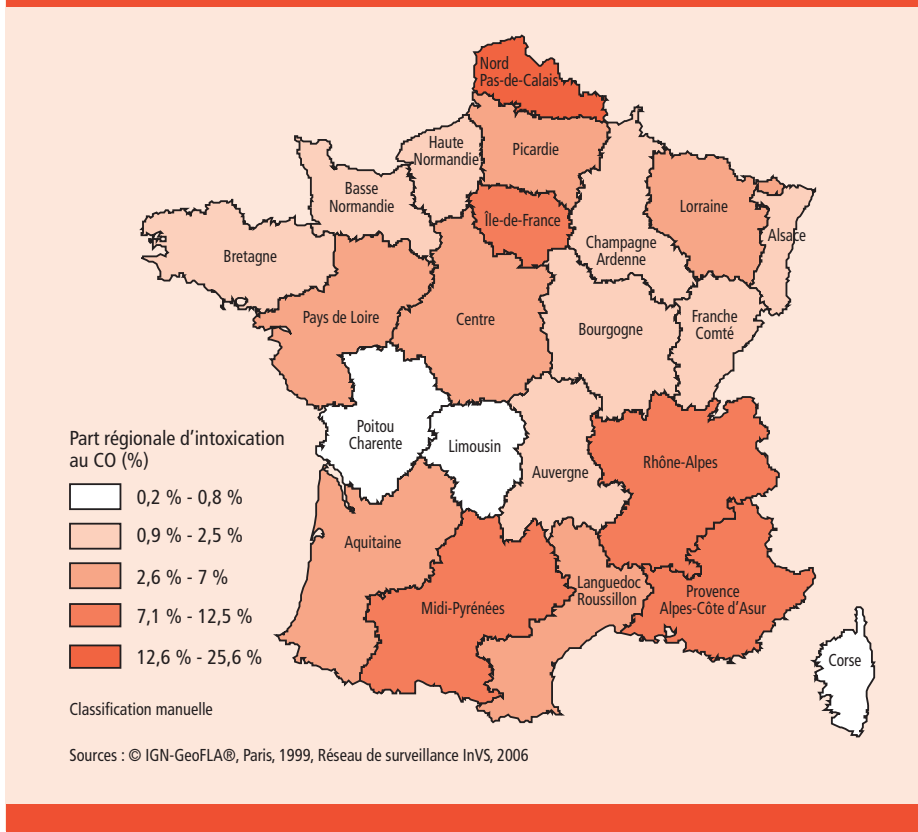 Nord
Pas-de-Calais
Haute
Normandie
Picardie
Basse
Normandie
Île-de-France
Lorraine
Alsace
Champagne
Ardenne
Bretagne
Pays de Loire
Centre
Bourgogne
Franche
Comté
Poitou
Charente
Limousin
Auvergne
Rhône-Alpes
Aquitaine
Midi-Pyrénées
Languedoc
Roussillon
Provence
Alpes-Côte d'Asur
Corse
Part régionale d'intoxication
au CO (%)
0,2 % - 0,8 %
0,9 % - 2,5 %
2,6 % - 7 %
7,1 % - 12,5 %
12,6 % - 25,6 %
Classification manuelle
Sources : © IGN-GeoFLA®, Paris, 1999, Réseau de surveillance InVS, 2006